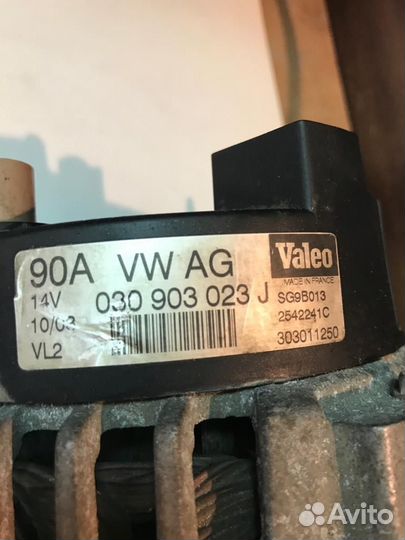 90A VW AG
14V 030 903 023 J
10/03
VL2
Valeo
MADE IN FRANCE
SG9B013
2542241C
303011250
Avito